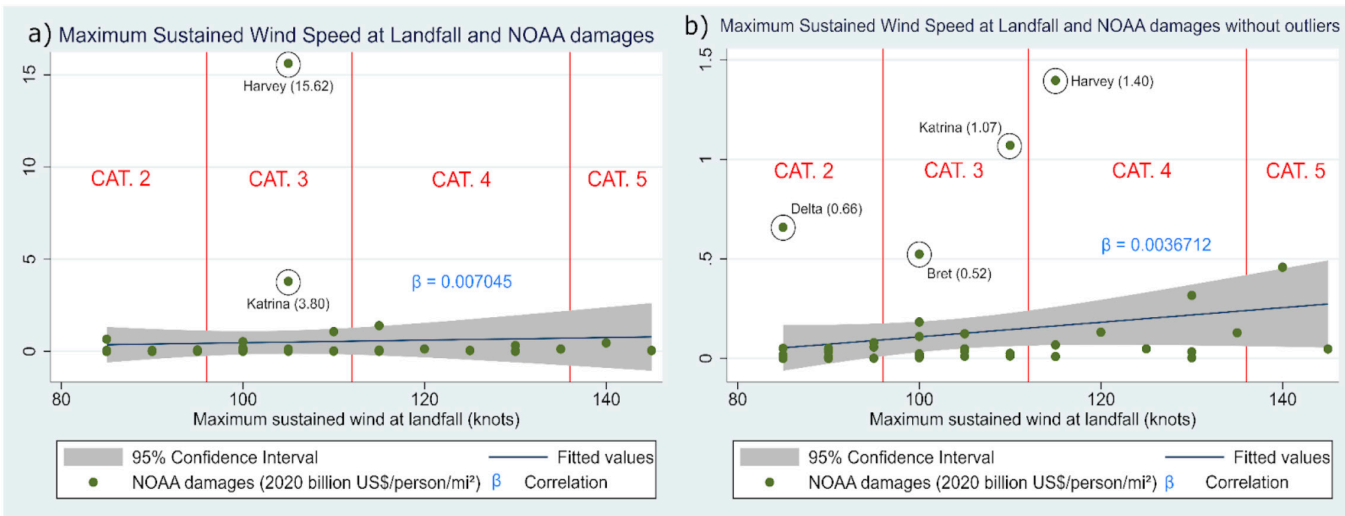 a) Maximum Sustained Wind Speed at Landfall and NOAA damages
15
10
5
0
Harvey (15.62)
CAT. 2
CAT. 3
CAT. 4
CAT. 5
β = 0.007045
Katrina (3.80)
80
100
120
140
Maximum sustained wind at landfall (knots)
95% Confidence Interval
Fitted values
NOAA damages (2020 billion US$/person/mi²)
β Correlation
b) Maximum Sustained Wind Speed at Landfall and NOAA damages without outliers
1.5
1
.5
0
Harvey (1.40)
Katrina (1.07)
CAT. 2
CAT. 3
CAT. 4
CAT. 5
Delta (0.66)
β = 0.0036712
Bret (0.52)
80
100
120
140
Maximum sustained wind at landfall (knots)
95% Confidence Interval
Fitted values
NOAA damages (2020 billion US$/person/mi²)
β Correlation